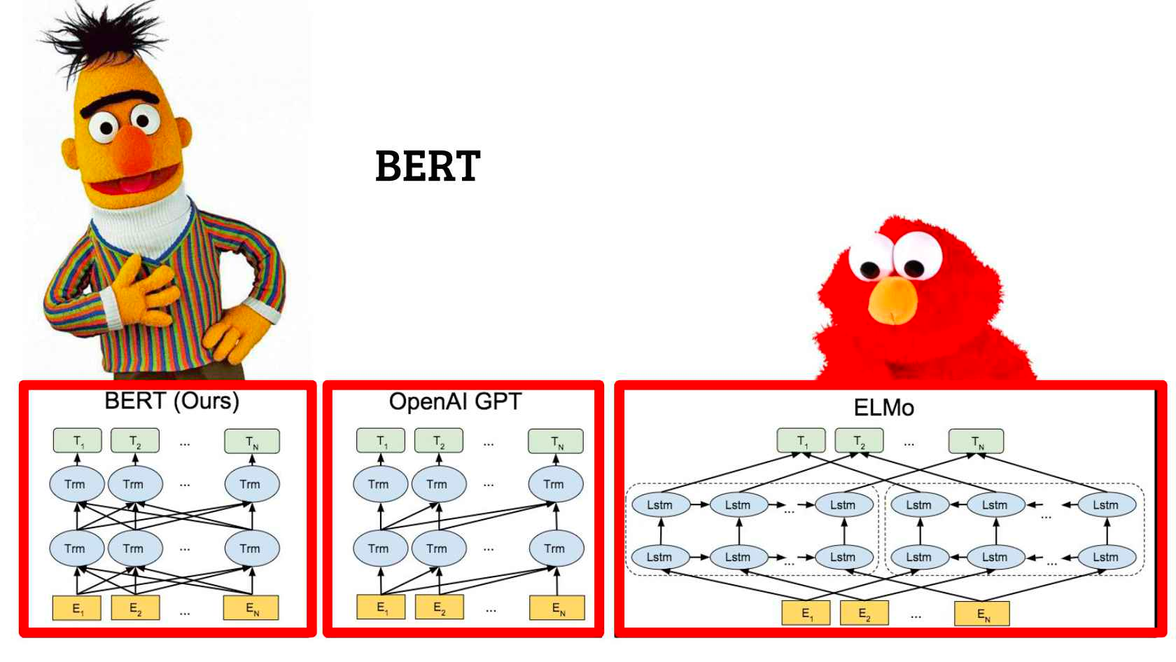 BERT
BERT (Ours)
T1 T2 ... TN
Trm Trm ... Trm
Trm Trm ... Trm
E1 E2 ... EN
OpenAI GPT
T1 T2 ... TN
Trm Trm ... Trm
Trm Trm ... Trm
E1 E2 ... EN
ELMo
T1 T2 ... TN
Lstm Lstm ... Lstm Lstm Lstm ... Lstm
Lstm Lstm ... Lstm Lstm Lstm ... Lstm
E1 E2 ... EN